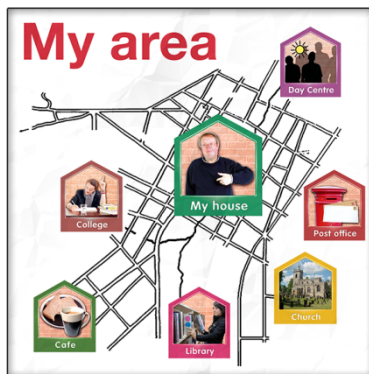 My area
Day Centre
My house
College
Post office
Church
Cafe
Library